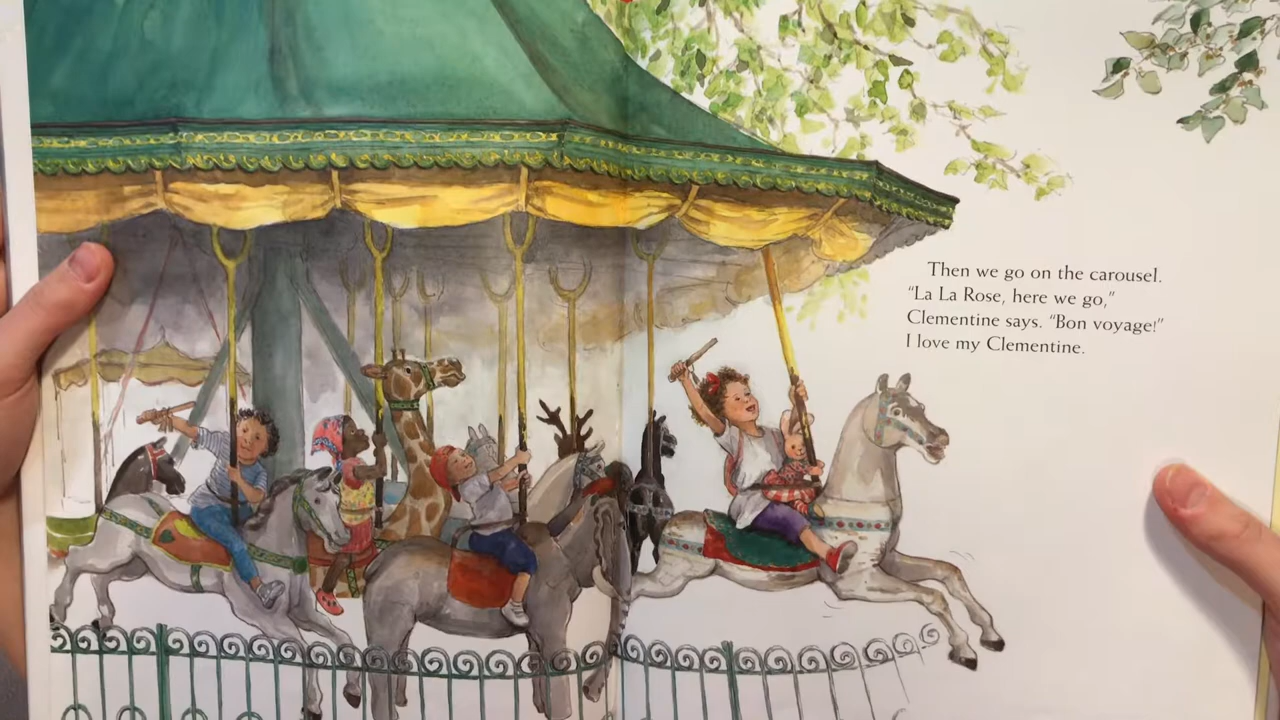 Then we go on the carousel.
“La La Rose, here we go,”
Clementine says. “Bon voyage!”
I love my Clementine.